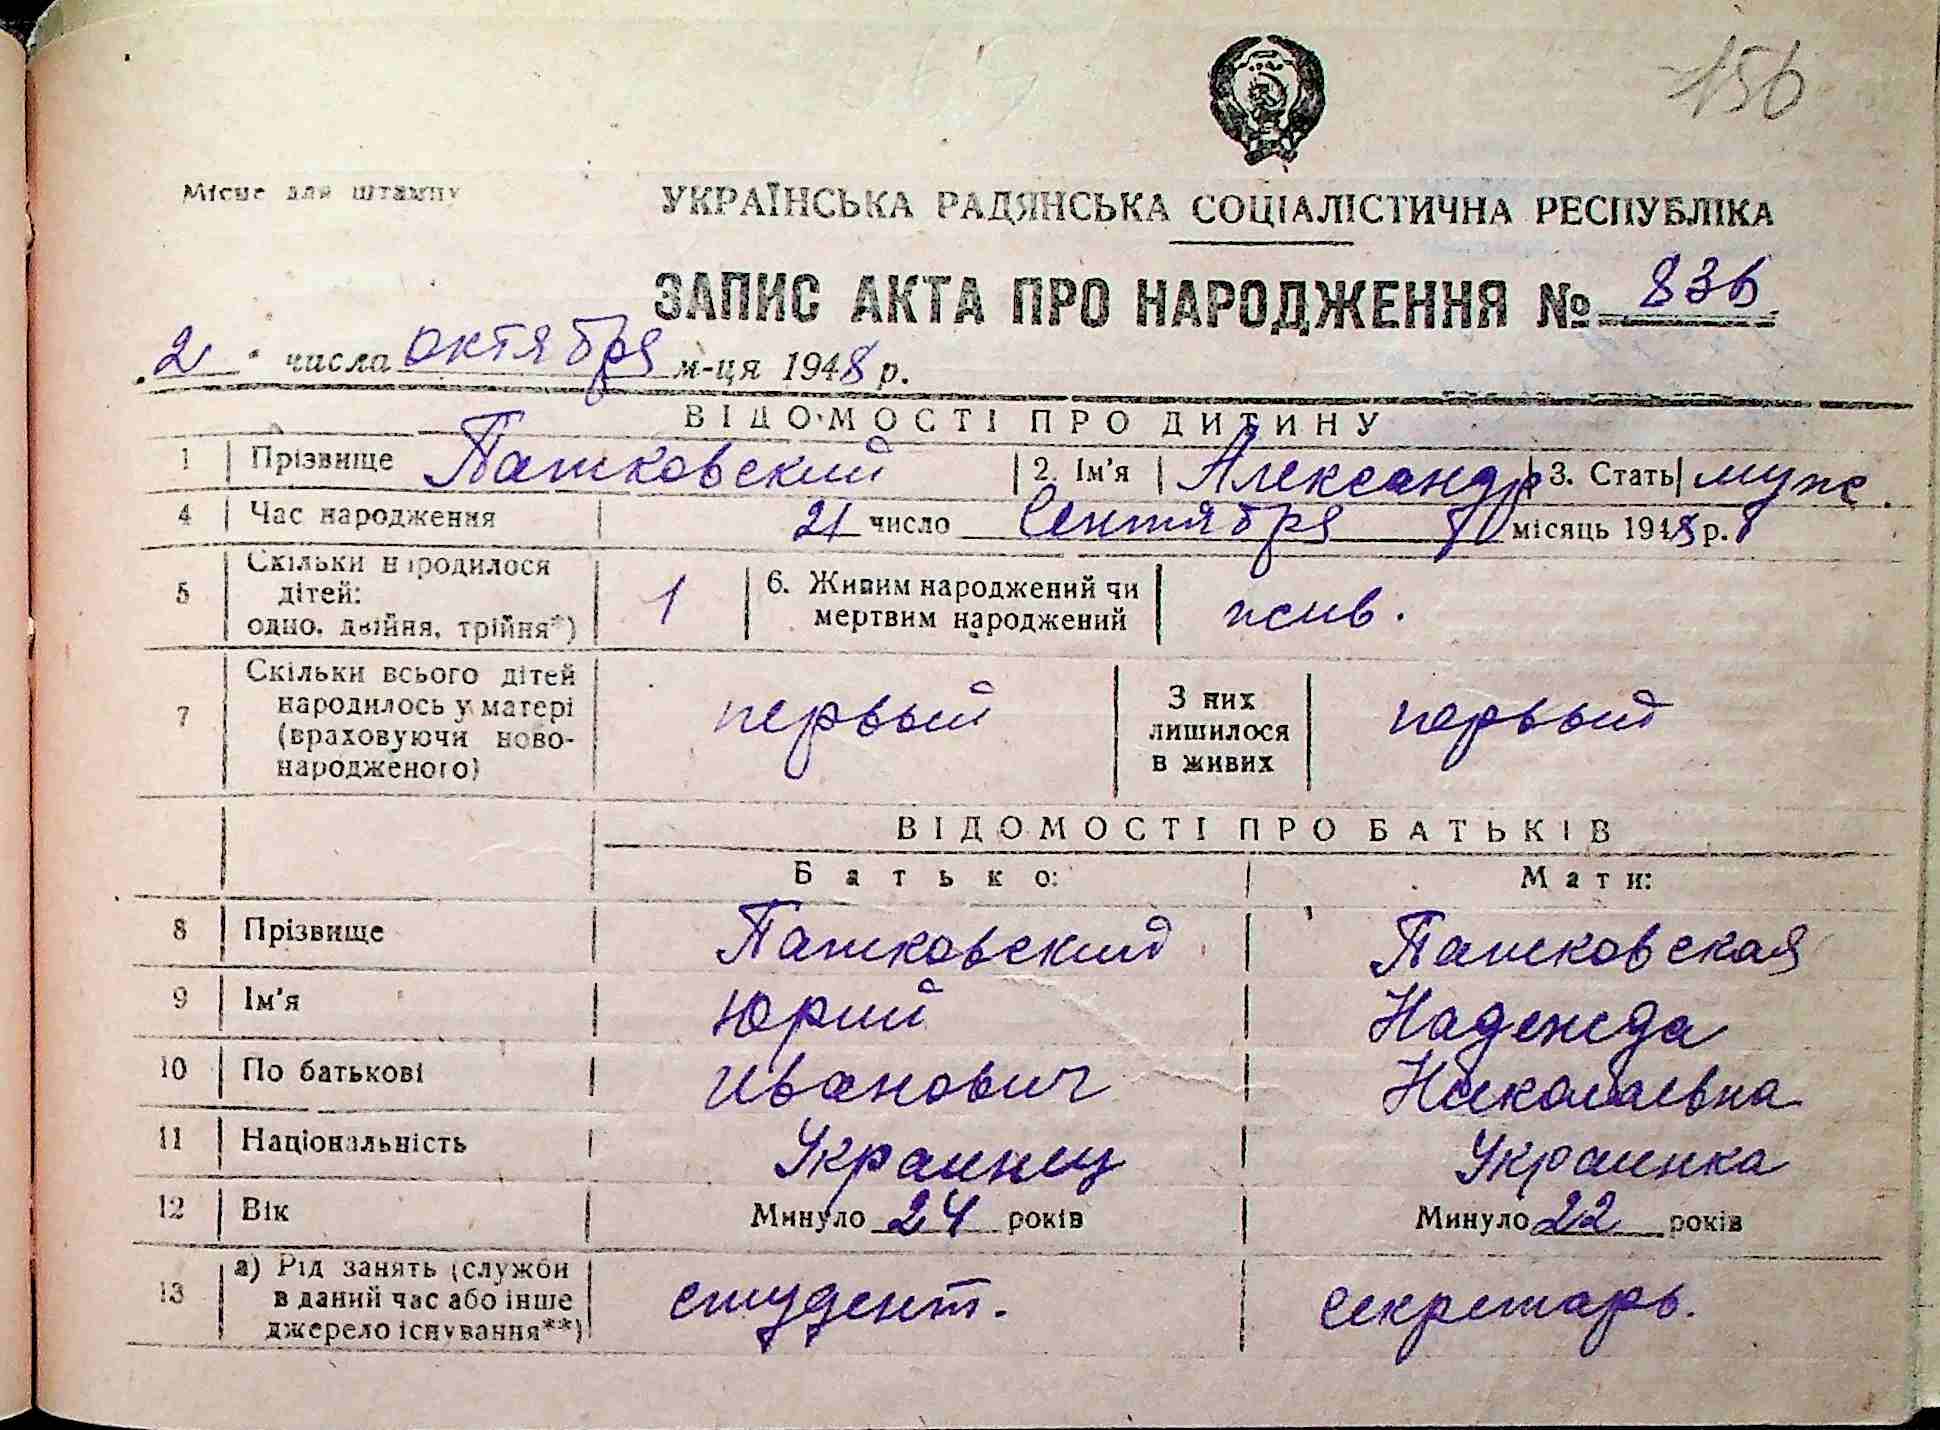 156
Місце для штампу
УКРАЇНСЬКА РАДЯНСЬКА СОЦІАЛІСТИЧНА РЕСПУБЛІКА
ЗАПИС АКТА ПРО НАРОДЖЕННЯ № 836
„2" числа октября м-ця 1948 р.
ВІДОМОСТІ ПРО ДИТИНУ
1 Прізвище Пашковский 2. Ім'я Александр 3. Стать муж.
4 Час народження 21 число Сентября місяць 1948 р.
5 Скільки народилося дітей: одно, двійня, трійня*) 1 6. Живим народжений чи мертвим народжений жив.
7 Скільки всього дітей народилось у матері (враховуючи ново-народженого) первый З них лишилося в живих первый
ВІДОМОСТІ ПРО БАТЬКІВ
Батько: Мати:
8 Прізвище Пашковский Пашковская
9 Ім'я Юрий Надежда
10 По батькові Иванович Николаевна
11 Національність Украинец Украинка
12 Вік Минуло 24 років Минуло 22 років
13 а) Рід занять (служби в даний час або інше джерело існування**) студент. секретарь.